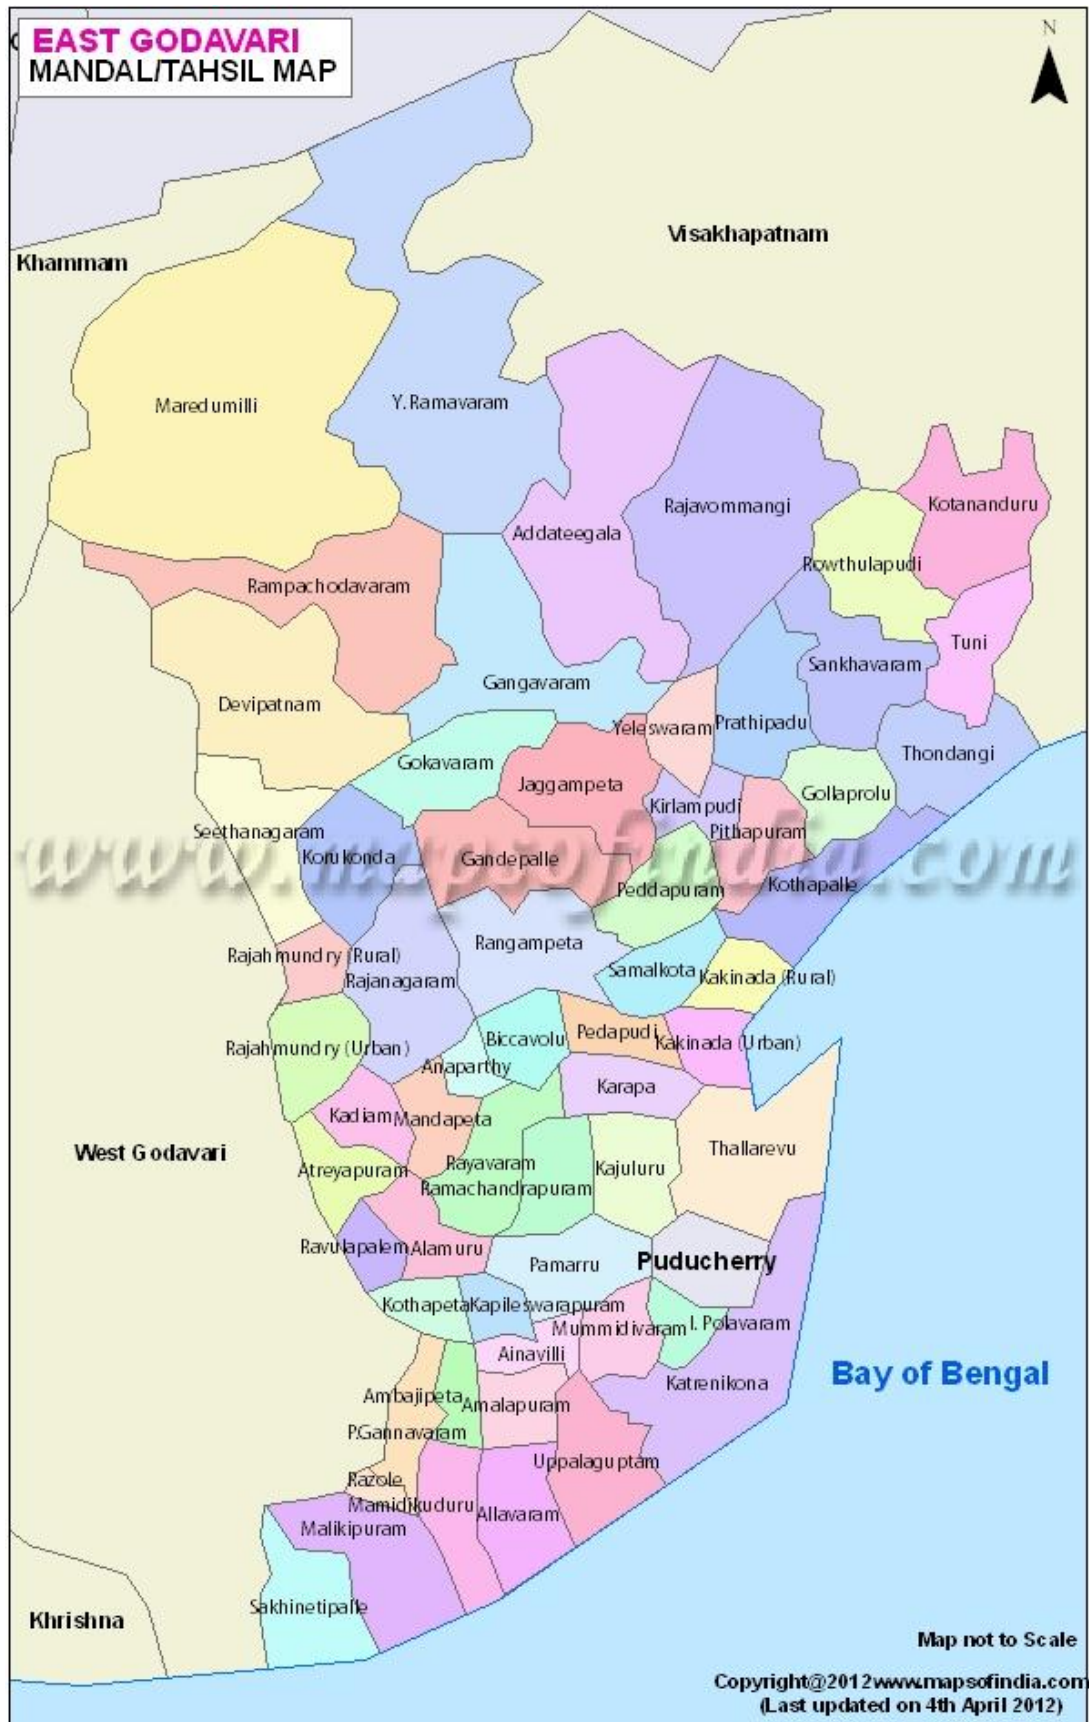 EAST GODAVARI
MANDAL/TAHSIL MAP
N
Visakhapatnam
Khammam
Maredumilli
Y. Ramavaram
Rajavommangi
Kotananduru
Addateegala
Rowthulapudi
Rampachodavaram
Tuni
Sankhavaram
Gangavaram
Devipatnam
Yeleswaram
Prathipadu
Thondangi
Gokavaram
Jaggampeta
Gollaprolu
Kirlampudi
Seethanagaram
Pithapuram
Korukonda
Gandepalle
www.mapsofindia.com
Peddapuram
Kothapalle
Rangampeta
Rajahmundry (Rural)
Samalkota
Kakinada (Rural)
Rajanagaram
Pedapudi
Biccavolu
Kakinada (Urban)
Rajahmundry (Urban)
Anaparthy
Karapa
Kadiam
Mandapeta
Thallarevu
West Godavari
Rayavaram
Kajuluru
Atreyapuram
Ramachandrapuram
Ravulapalem
Alamuru
Pamarru
Puducherry
Kothapeta
Kapileswarapuram
Mummidivaram
I. Polavaram
Ainavilli
Bay of Bengal
Katrenikona
Ambajipeta
Amalapuram
P.Gannavaram
Uppalaguptam
Razole
Mamidikuduru
Allavaram
Malikipuram
Sakhinetipalle
Khrishna
Map not to Scale
Copyright@2012www.mapsofindia.com
(Last updated on 4th April 2012)